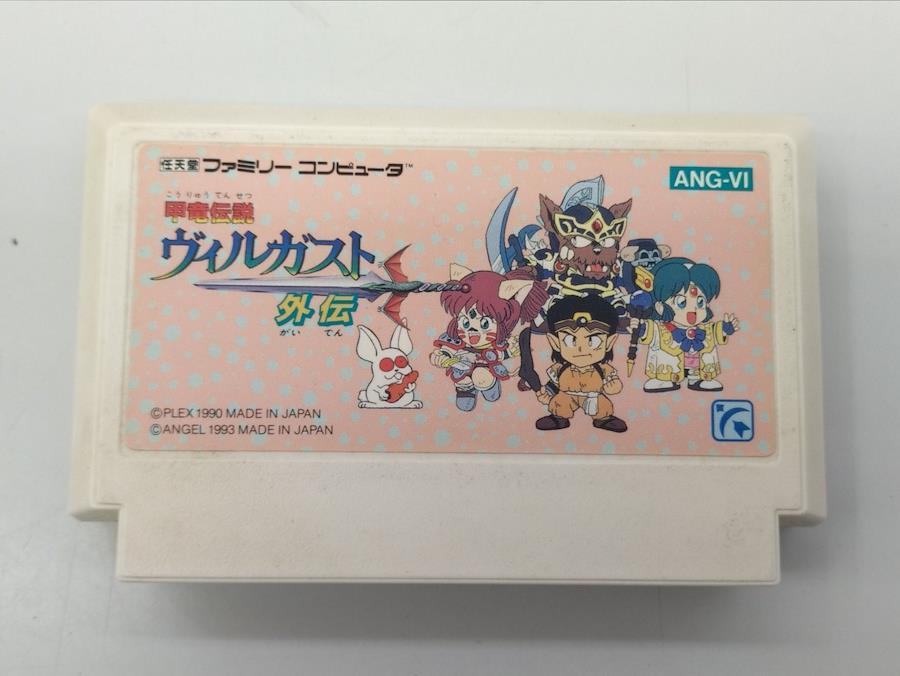 任天堂 ファミリー コンピュータ™
ANG-VI
こうりゅうでんせつ
甲竜伝説
ヴィルガスト
外伝
がいでん
©PLEX 1990 MADE IN JAPAN
©ANGEL 1993 MADE IN JAPAN